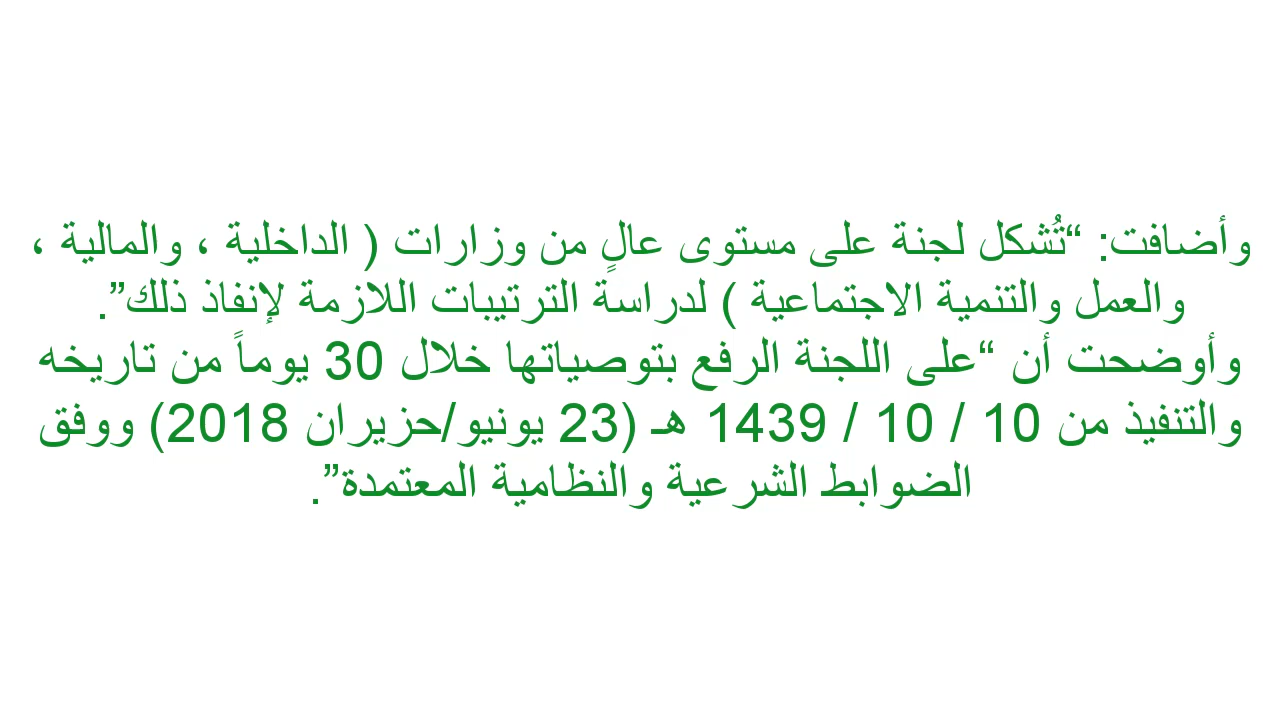 وأضافت: “تُشكل لجنة على مستوى عالٍ من وزارات ( الداخلية ، والمالية ،
والعمل والتنمية الاجتماعية ) لدراسة الترتيبات اللازمة لإنفاذ ذلك”.
وأوضحت أن “على اللجنة الرفع بتوصياتها خلال 30 يوماً من تاريخه
والتنفيذ من 10 / 10 / 1439 هـ (23 يونيو/حزيران 2018) ووفق
الضوابط الشرعية والنظامية المعتمدة”.